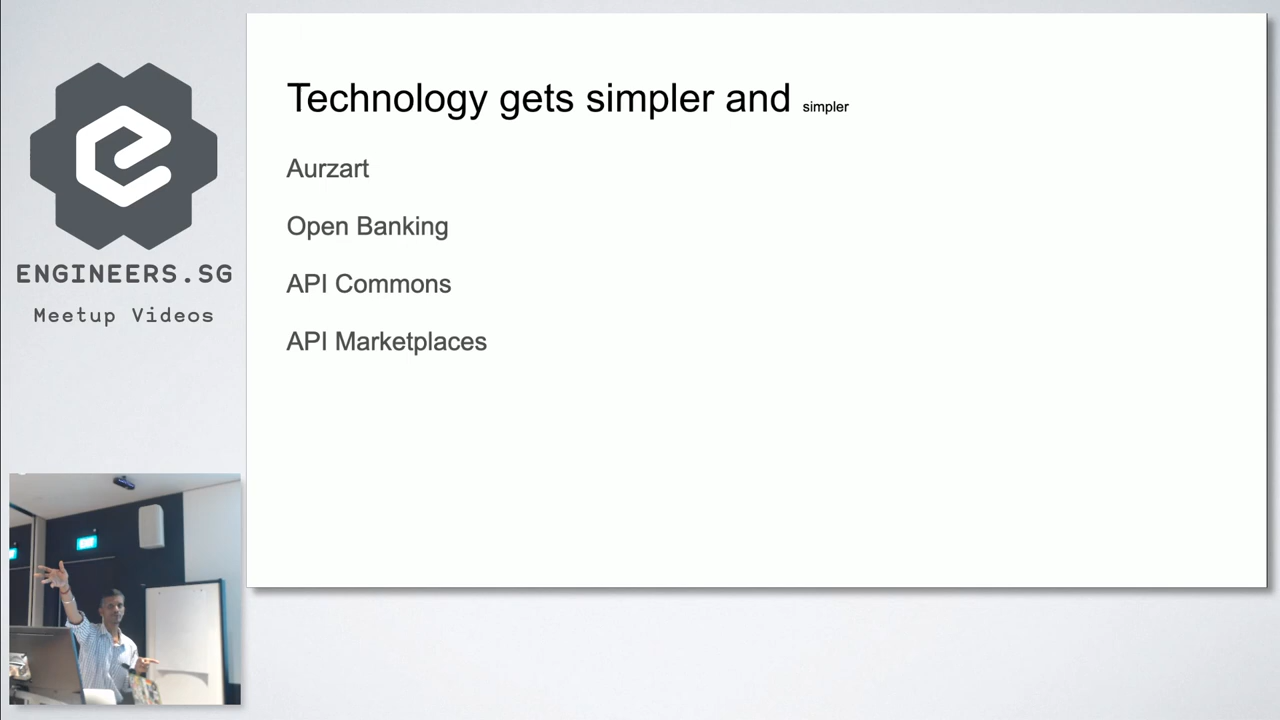 ENGINEERS.SG
Meetup Videos
Technology gets simpler and simpler
Aurzart
Open Banking
API Commons
API Marketplaces